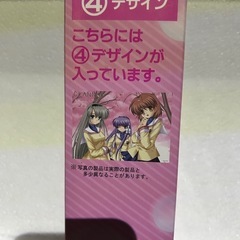 ④デザイン
こちらには
④デザインが
入っています。
※写真の製品は実際の製品と
多少異なることがあります。